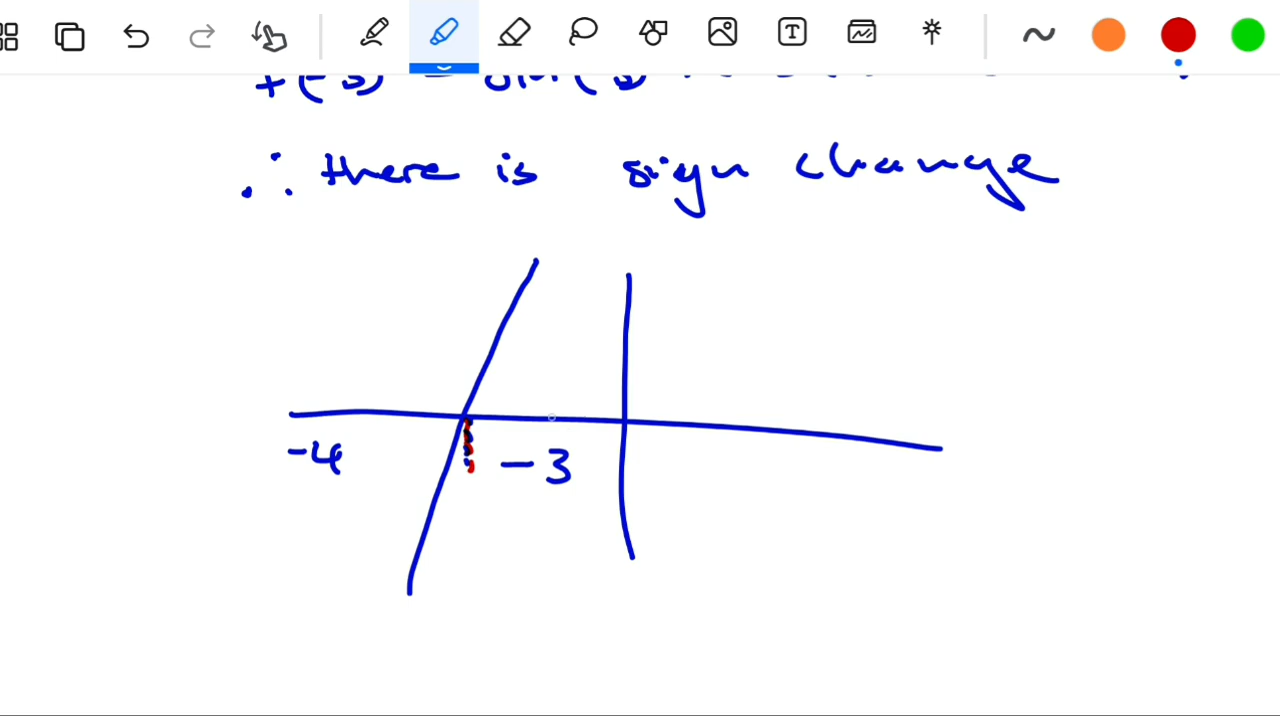 ∴ there is sign change
-4
-3